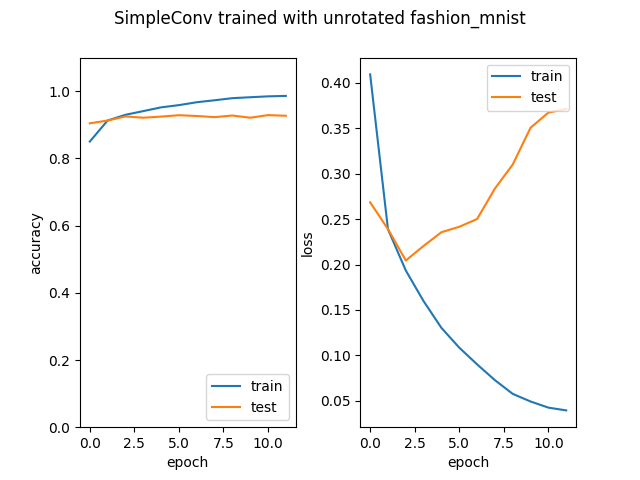 SimpleConv trained with unrotated fashion_mnist
1.0
0.8
0.6
0.4
0.2
0.0
accuracy
train
test
0.0 2.5 5.0 7.5 10.0
epoch
0.40
0.35
0.30
0.25
0.20
0.15
0.10
0.05
loss
train
test
0.0 2.5 5.0 7.5 10.0
epoch